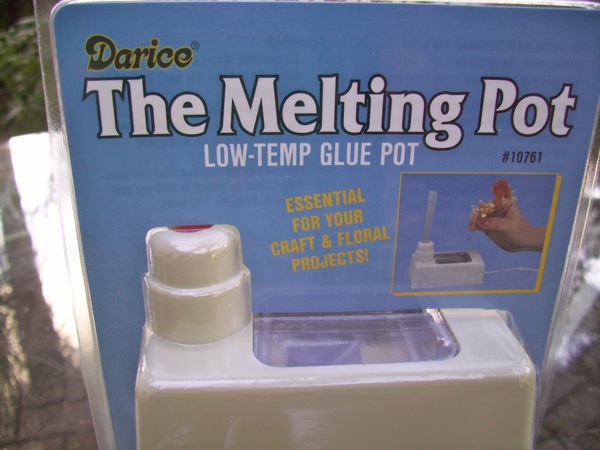 Darice®
The Melting Pot
LOW-TEMP GLUE POT
#10761
ESSENTIAL
FOR YOUR
CRAFT & FLORAL
PROJECTS!